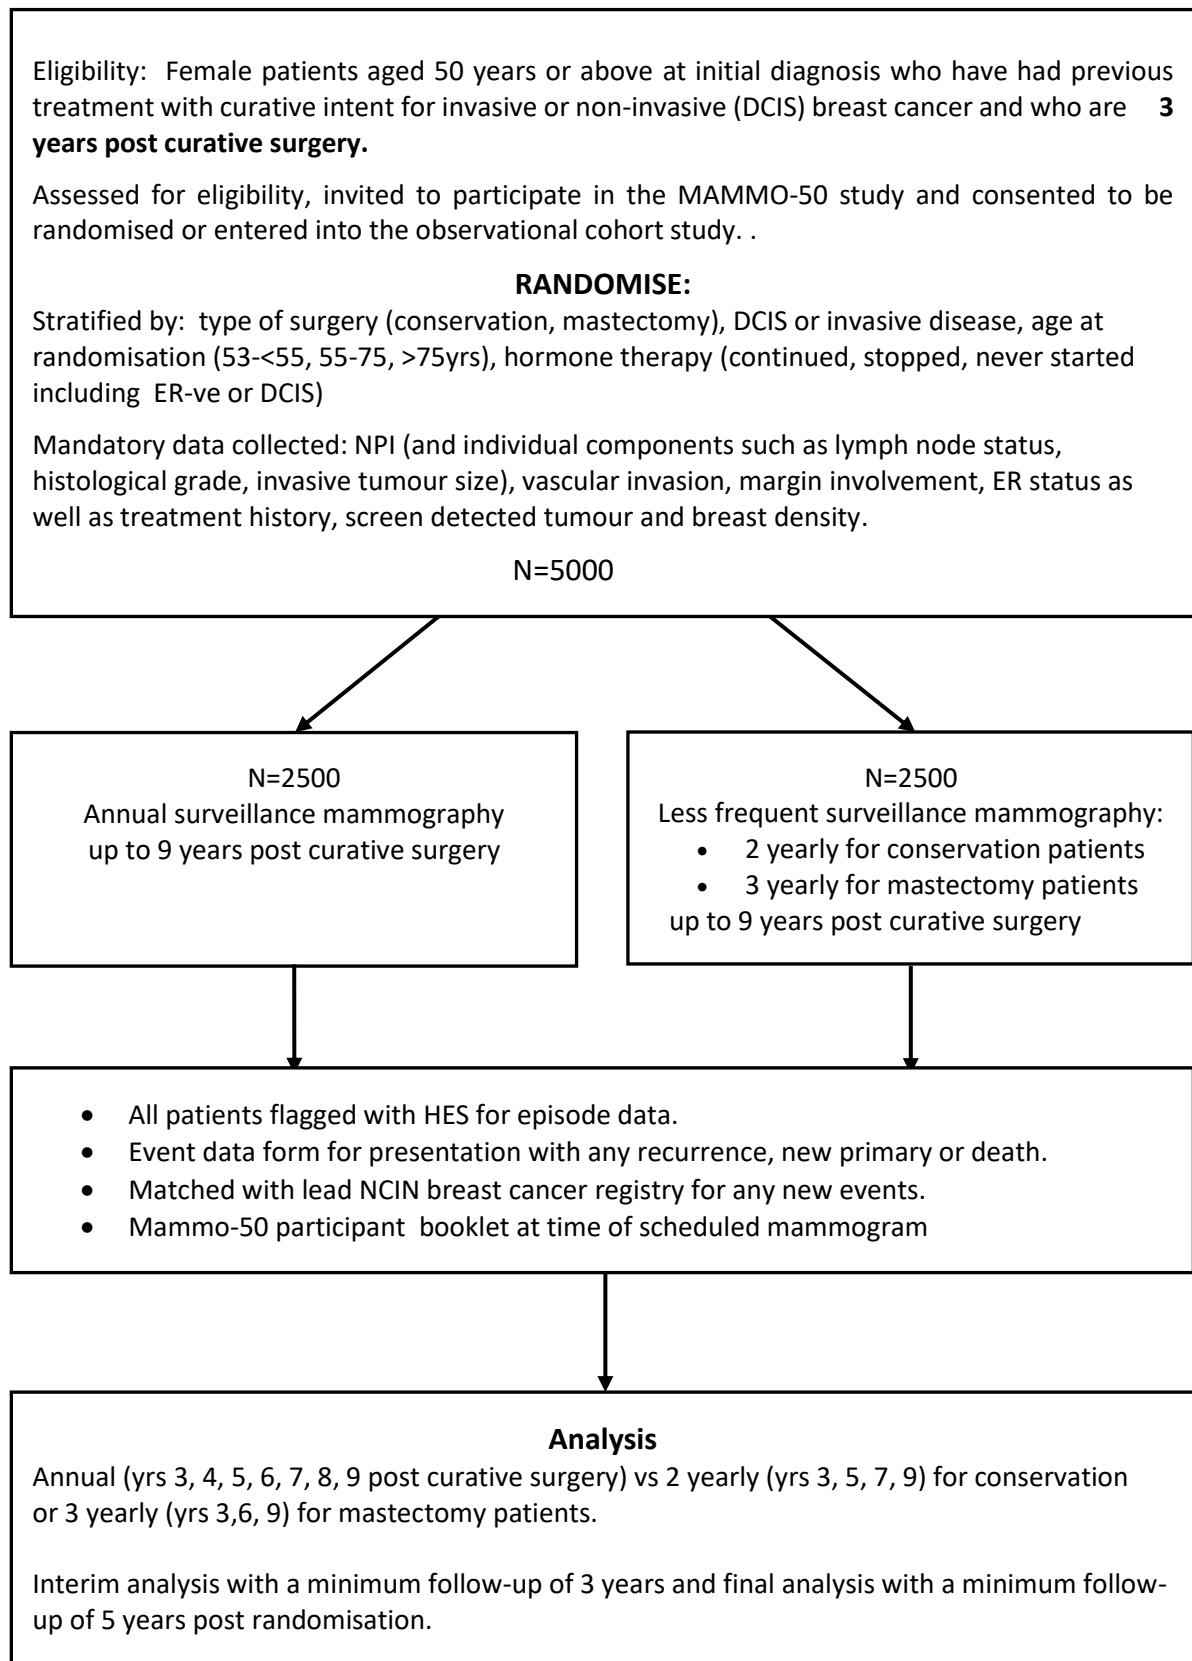 Eligibility: Female patients aged 50 years or above at initial diagnosis who have had previous
treatment with curative intent for invasive or non-invasive (DCIS) breast cancer and who are 3
years post curative surgery.
Assessed for eligibility, invited to participate in the MAMMO-50 study and consented to be
randomised or entered into the observational cohort study. .
RANDOMISE:
Stratified by: type of surgery (conservation, mastectomy), DCIS or invasive disease, age at
randomisation (53-<55, 55-75, >75yrs), hormone therapy (continued, stopped, never started
including ER-ve or DCIS)
Mandatory data collected: NPI (and individual components such as lymph node status,
histological grade, invasive tumour size), vascular invasion, margin involvement, ER status as
well as treatment history, screen detected tumour and breast density.
N=5000
N=2500
Annual surveillance mammography
up to 9 years post curative surgery
N=2500
Less frequent surveillance mammography:
• 2 yearly for conservation patients
• 3 yearly for mastectomy patients
up to 9 years post curative surgery
• All patients flagged with HES for episode data.
• Event data form for presentation with any recurrence, new primary or death.
• Matched with lead NCIN breast cancer registry for any new events.
• Mammo-50 participant booklet at time of scheduled mammogram
Analysis
Annual (yrs 3, 4, 5, 6, 7, 8, 9 post curative surgery) vs 2 yearly (yrs 3, 5, 7, 9) for conservation
or 3 yearly (yrs 3,6, 9) for mastectomy patients.
Interim analysis with a minimum follow-up of 3 years and final analysis with a minimum follow-
up of 5 years post randomisation.